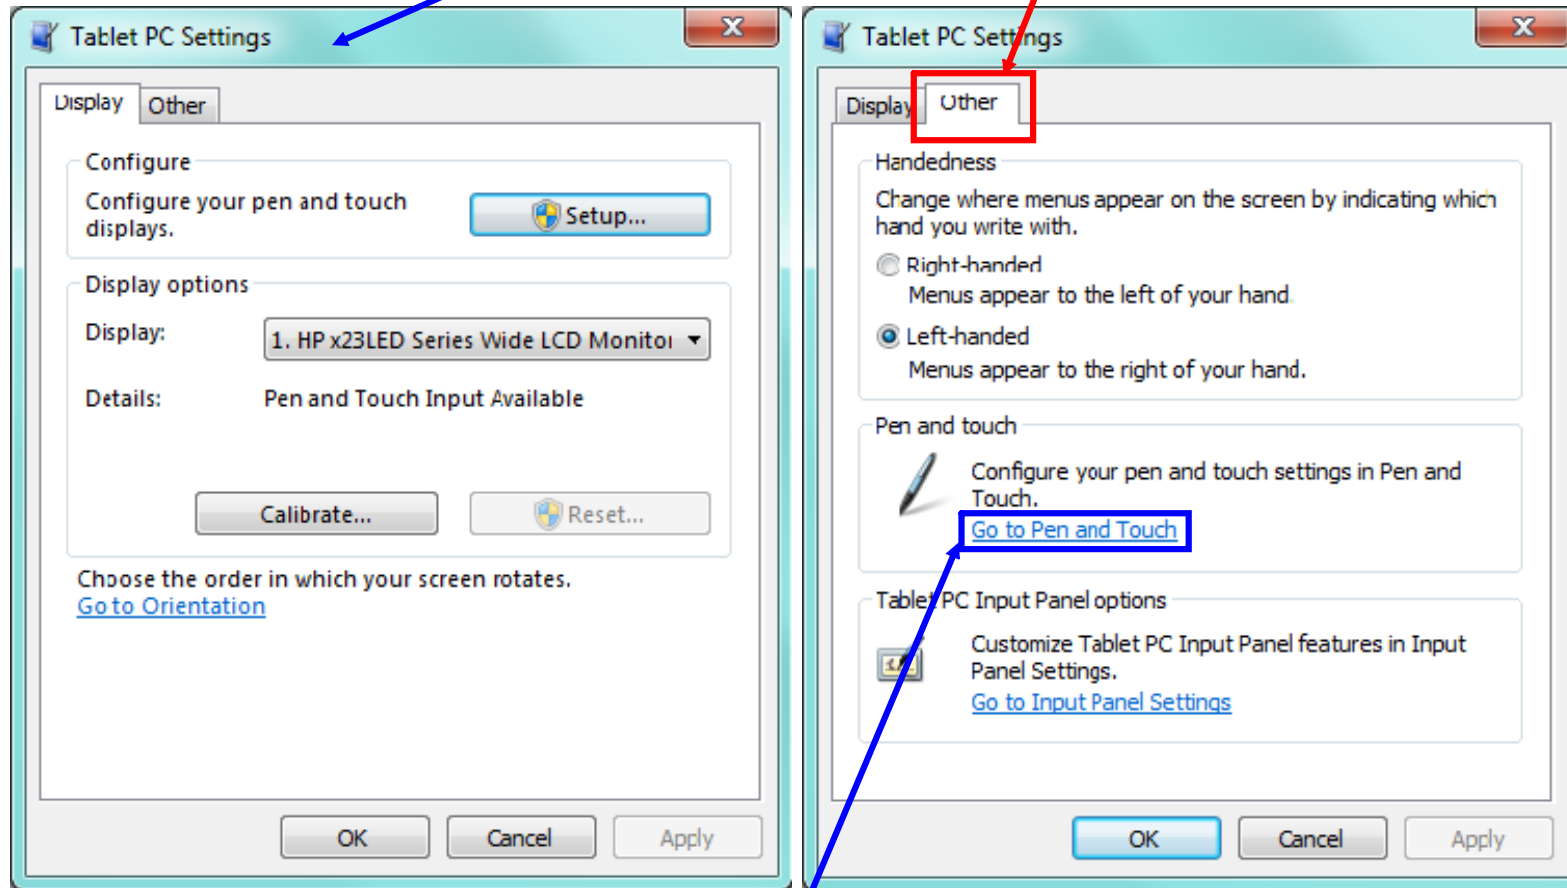 Tablet PC Settings
Display Other
Configure
Configure your pen and touch
displays.
Setup...
Display options
Display:
1. HP x23LED Series Wide LCD Monitor
Details:
Pen and Touch Input Available
Calibrate...
Reset...
Choose the order in which your screen rotates.
Go to Orientation
OK
Cancel
Apply
Tablet PC Settings
Display Other
Handedness
Change where menus appear on the screen by indicating which
hand you write with.
Right-handed
Menus appear to the left of your hand.
Left-handed
Menus appear to the right of your hand.
Pen and touch
Configure your pen and touch settings in Pen and
Touch.
Go to Pen and Touch
Tablet PC Input Panel options
Customize Tablet PC Input Panel features in Input
Panel Settings.
Go to Input Panel Settings
OK
Cancel
Apply